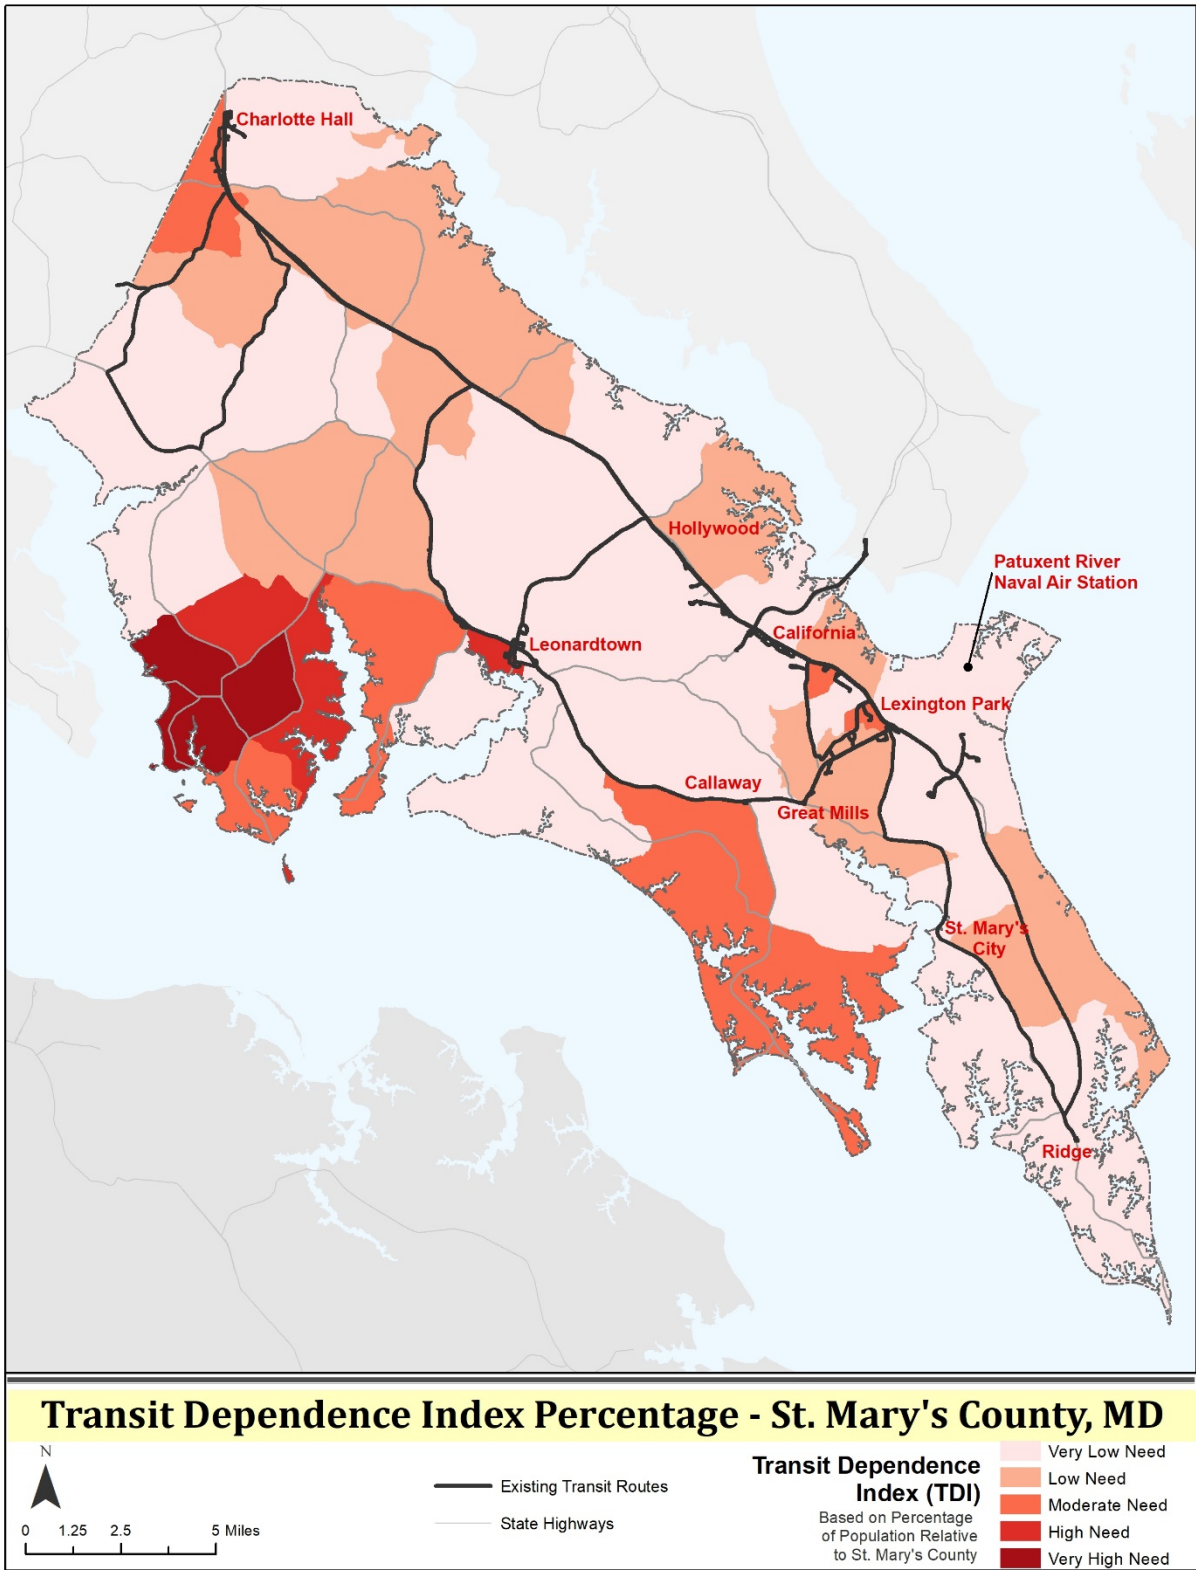 Charlotte Hall
Hollywood
Patuxent River
Naval Air Station
California
Leonardtown
Lexington Park
Callaway
Great Mills
St. Mary's
City
Ridge
Transit Dependence Index Percentage - St. Mary's County, MD
N
0 1.25 2.5 5 Miles
Existing Transit Routes
State Highways
Transit Dependence
Index (TDI)
Based on Percentage
of Population Relative
to St. Mary's County
Very Low Need
Low Need
Moderate Need
High Need
Very High Need